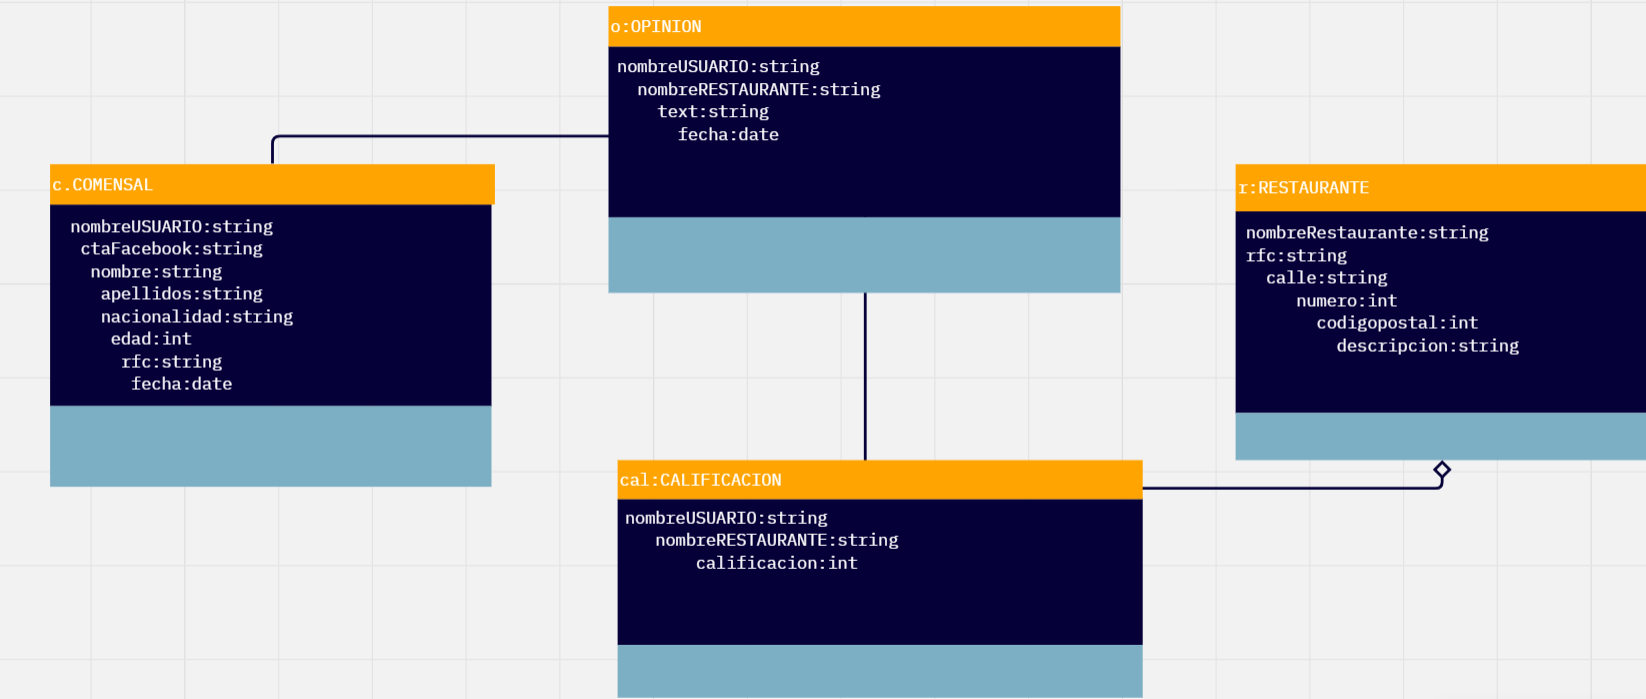 o:OPINION
nombreUSUARIO:string
nombreRESTAURANTE:string
text:string
fecha:date
c.COMENSAL
nombreUSUARIO:string
ctaFacebook:string
nombre:string
apellidos:string
nacionalidad:string
edad:int
rfc:string
fecha:date
r:RESTAURANTE
nombreRestaurante:string
rfc:string
calle:string
numero:int
codigopostal:int
descripcion:string
cal:CALIFICACION
nombreUSUARIO:string
nombreRESTAURANTE:string
calificacion:int